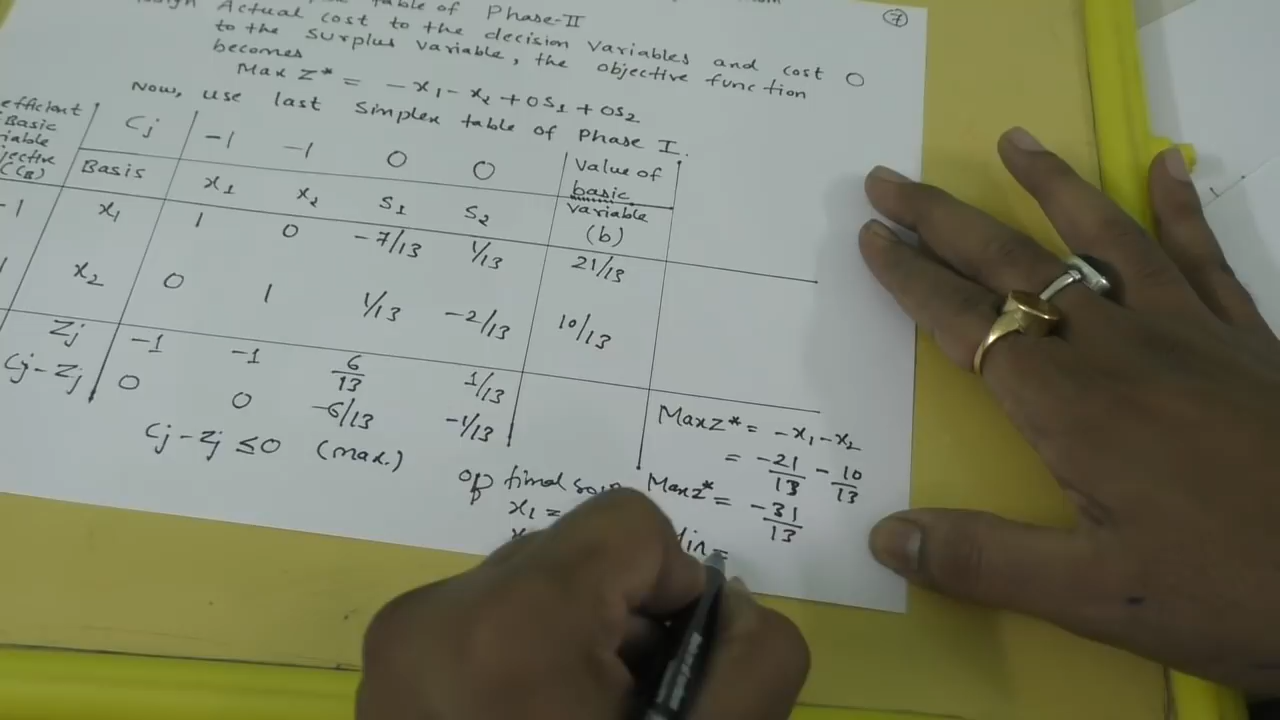 7
table of Phase-II
Actual cost to the decision variables and cost 0
to the surplus variable, the objective function
becomes
Max Z* = -x₁ - x₂ + 0s₁ + 0s₂
Now, use last simplex table of Phase I.
efficient Cj -1 -1 0 0 Value of
Basic basic
Basis x₁ x₂ s₁ s₂ variable
(CB) (b)
-1 x₁ 1 0 -7/13 1/13 21/13
x₂ 0 1 1/13 -2/13 10/13
Zj -1 -1 6/13 1/13
Cj-Zj 0 0 -6/13 -1/13
Cj-Zj ≤0 (max.)
Max Z* = -x₁-x₂
= -21/13 - 10/13
Max Z* = -31/13
optimal
x₁ =